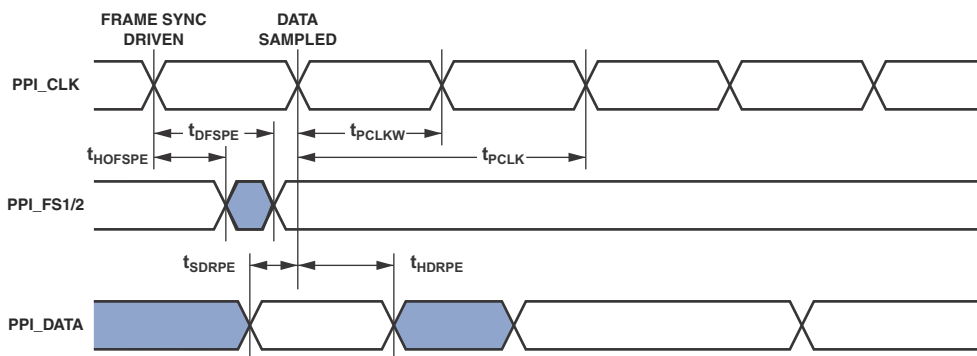 FRAME SYNC
DRIVEN
DATA
SAMPLED
PPI_CLK
tDFSPE
tPCLKW
tHOFSPE
tPCLK
PPI_FS1/2
tSDRPE
tHDRPE
PPI_DATA